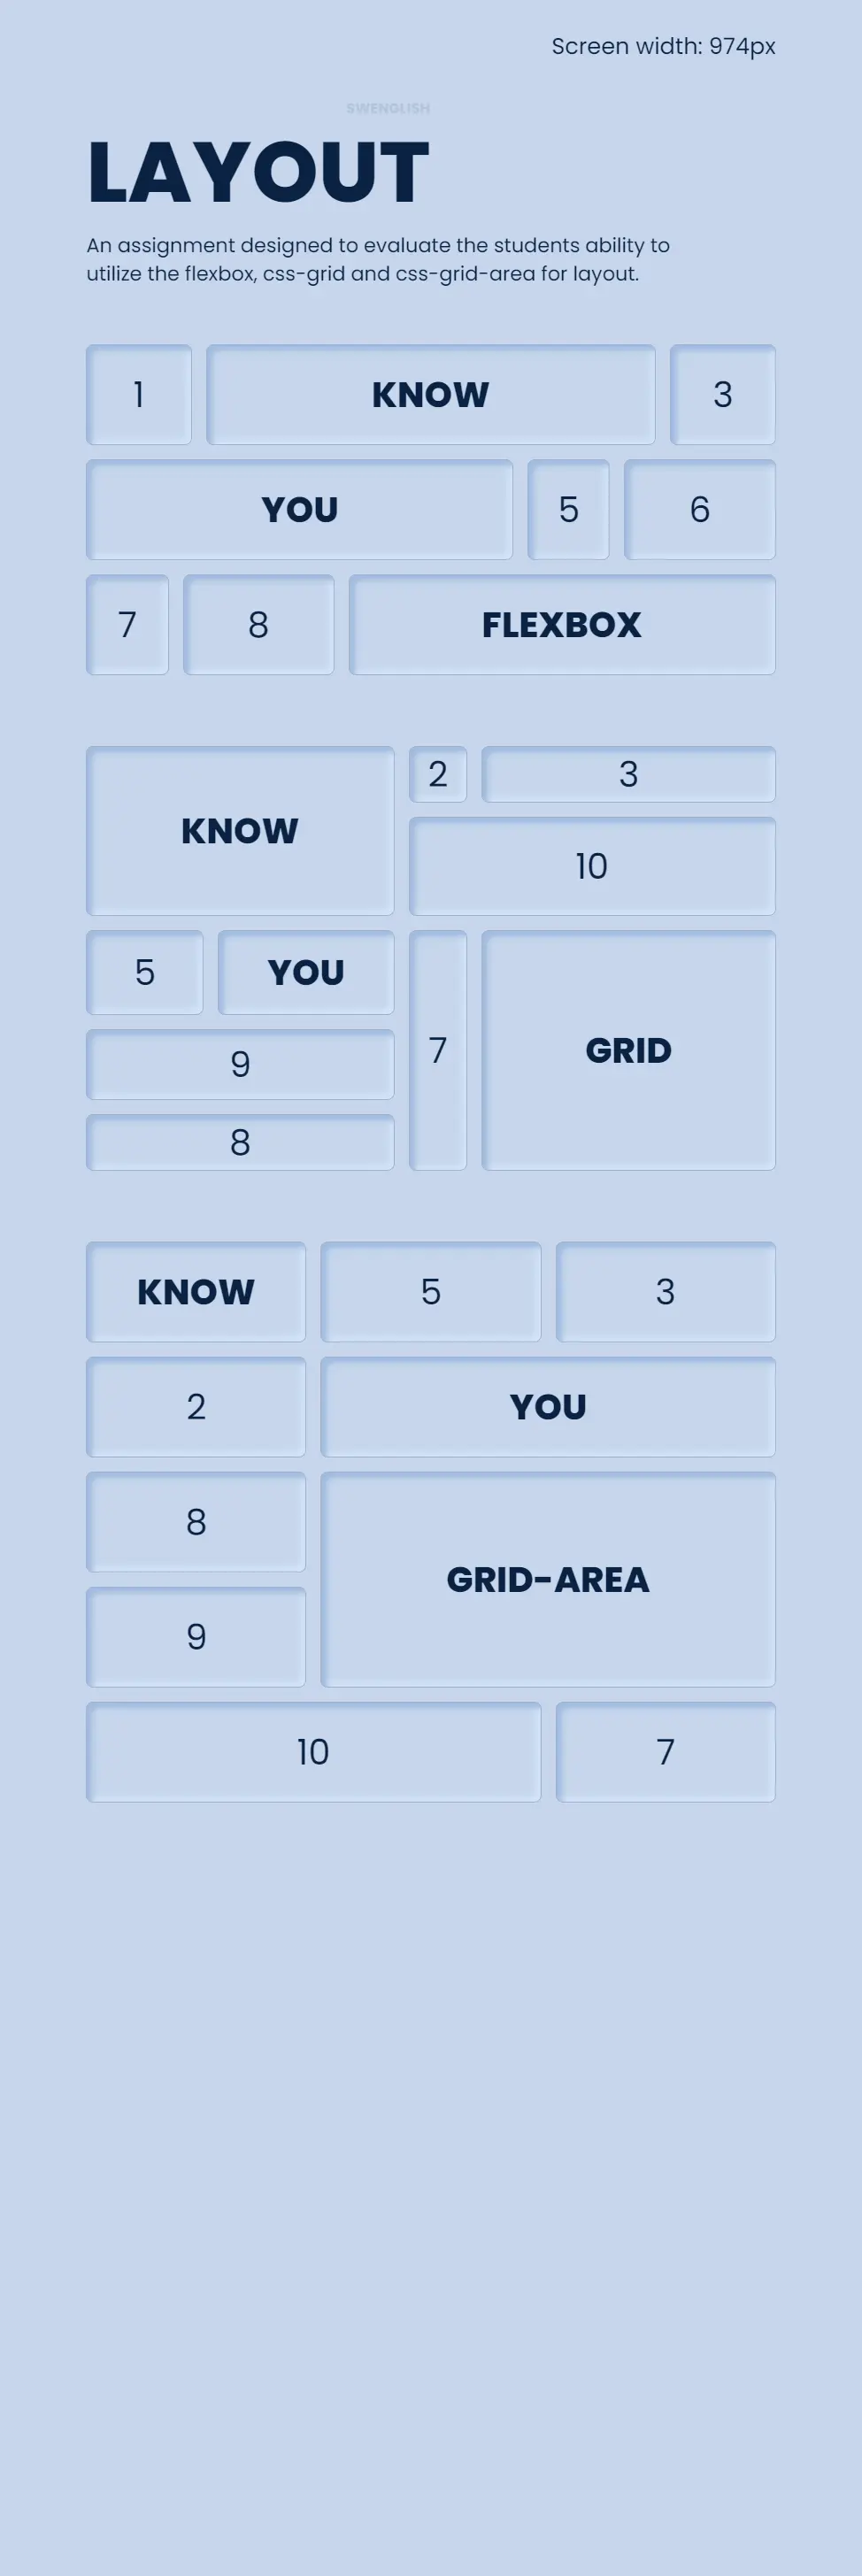 Screen width: 974px
SWENGLISH
LAYOUT
An assignment designed to evaluate the students ability to
utilize the flexbox, css-grid and css-grid-area for layout.
1 KNOW 3
YOU 5 6
7 8 FLEXBOX
KNOW 2 3
10
5 YOU 7 GRID
9
8
KNOW 5 3
2 YOU
8 GRID-AREA
9
10 7